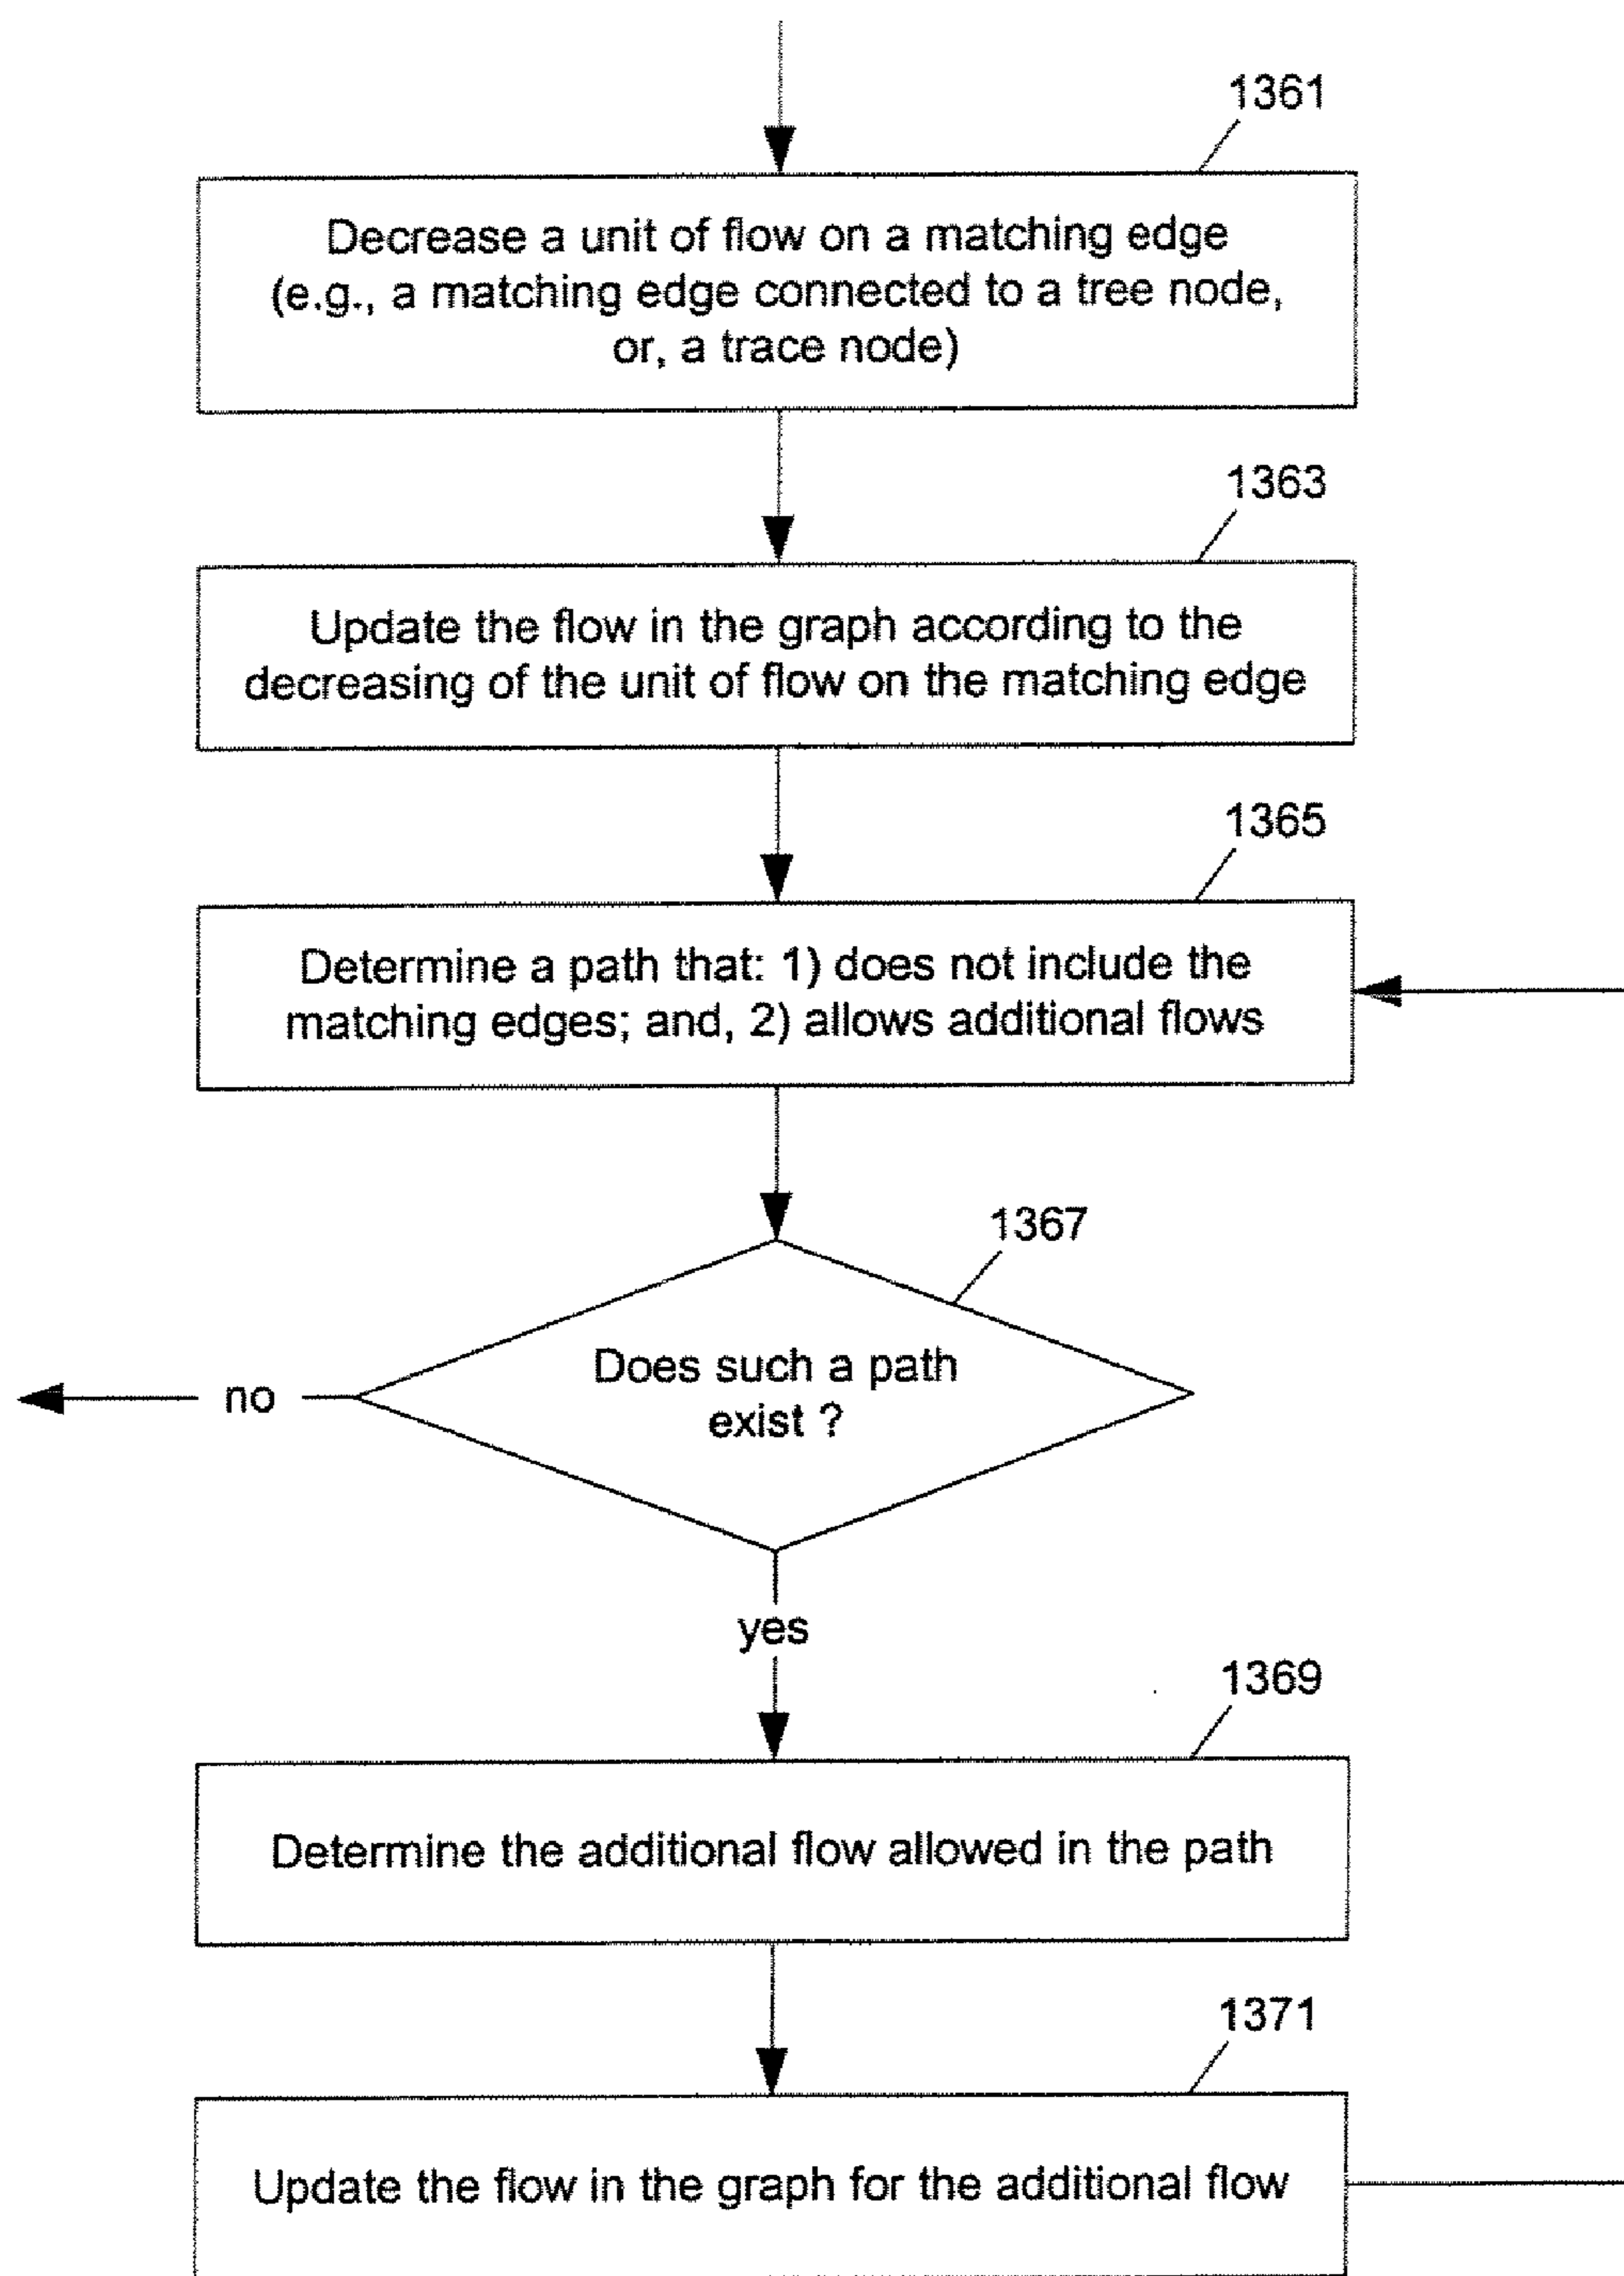 1361
Decrease a unit of flow on a matching edge
(e.g., a matching edge connected to a tree node,
or, a trace node)
1363
Update the flow in the graph according to the
decreasing of the unit of flow on the matching edge
1365
Determine a path that: 1) does not include the
matching edges; and, 2) allows additional flows
1367
Does such a path
exist ?
no
yes
1369
Determine the additional flow allowed in the path
1371
Update the flow in the graph for the additional flow